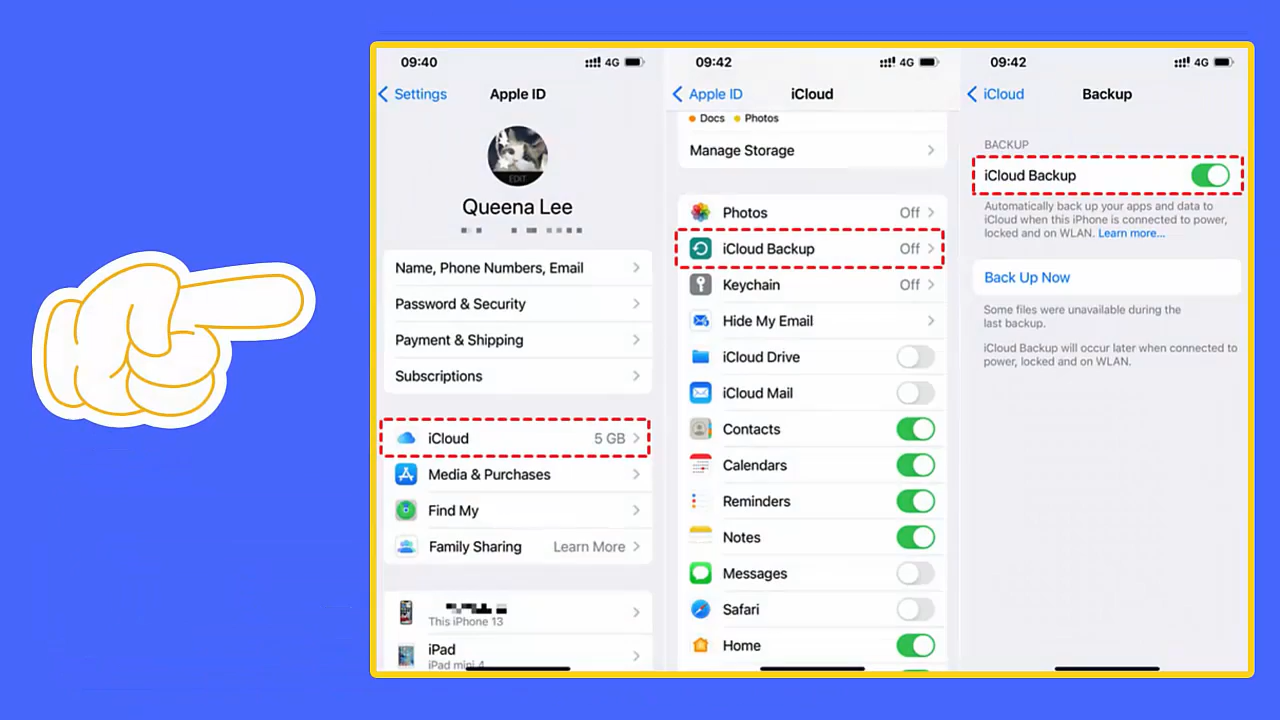 09:40
4G
Settings
Apple ID
EDIT
Queena Lee
Name, Phone Numbers, Email
Password & Security
Payment & Shipping
Subscriptions
iCloud 5 GB
Media & Purchases
Find My
Family Sharing Learn More
This iPhone 13
iPad
iPad mini 4
09:42
4G
Apple ID
iCloud
Docs Photos
Manage Storage
Photos Off
iCloud Backup Off
Keychain Off
Hide My Email
iCloud Drive
iCloud Mail
Contacts
Calendars
Reminders
Notes
Messages
Safari
Home
09:42
4G
iCloud
Backup
BACKUP
iCloud Backup
Automatically back up your apps and data to
iCloud when this iPhone is connected to power,
locked and on WLAN. Learn more...
Back Up Now
Some files were unavailable during the
last backup.
iCloud Backup will occur later when connected to
power, locked and on WLAN.